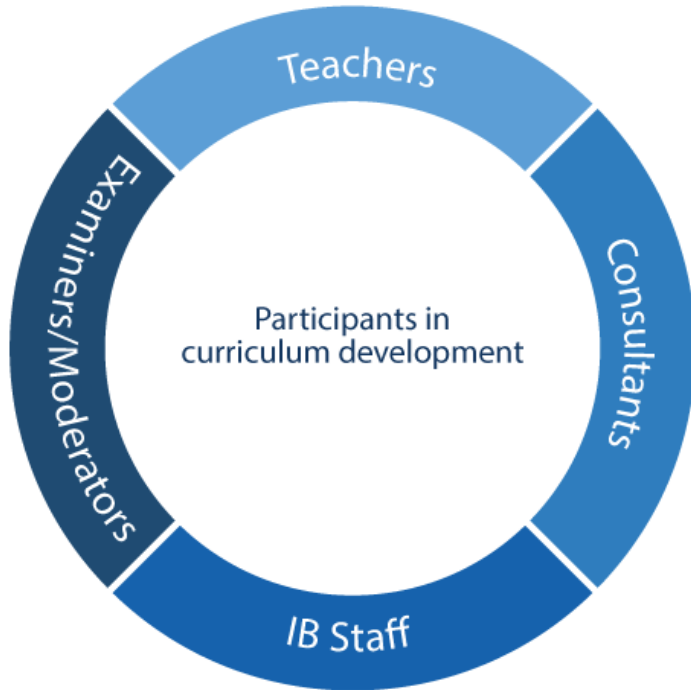 Teachers
Examiners/Moderators
Participants in
curriculum development
Consultants
IB Staff